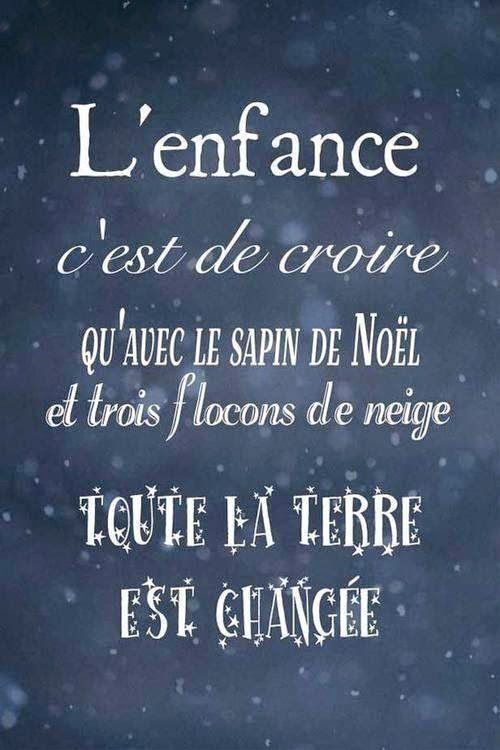 L'enfance
c'est de croire
QU'AVEC LE SAPIN DE NOËL
et trois flocons de neige
TOUTE LA TERRE
EST CHANGÉE